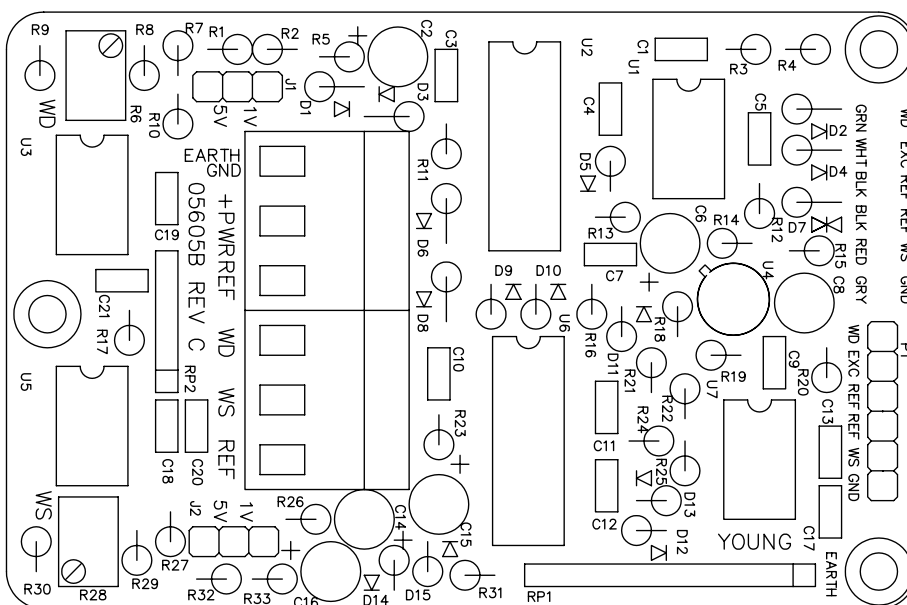 R9
R8
R7
R1
R2
R5
C2
C3
U2
C1
U1
R3
R4
WD
R6
R10
J1
5V
1V
D1
D3
C4
C5
GRN WHT BLK BLK RED GRY
WD EXC REF REF WS GND
D2
D4
D7
U3
EARTH
GND
+PWRREF
WD
WS
REF
05605B REV C
R11
D5
C6
R13
R14
R12
R15
C19
D6
C7
U4
C8
C21
D8
D9
D10
U6
R16
R18
D11
R17
P1
WD EXC REF REF WS GND
U5
RP2
C10
R21
R19
C9
R20
U7
R22
C11
R24
C13
R23
C18
C20
R25
D13
WS
J2
5V
1V
R26
C14
C15
C12
D12
YOUNG
C17
EARTH
R30
R28
R29
R27
R32
R33
C16
D14
D15
R31
RP1